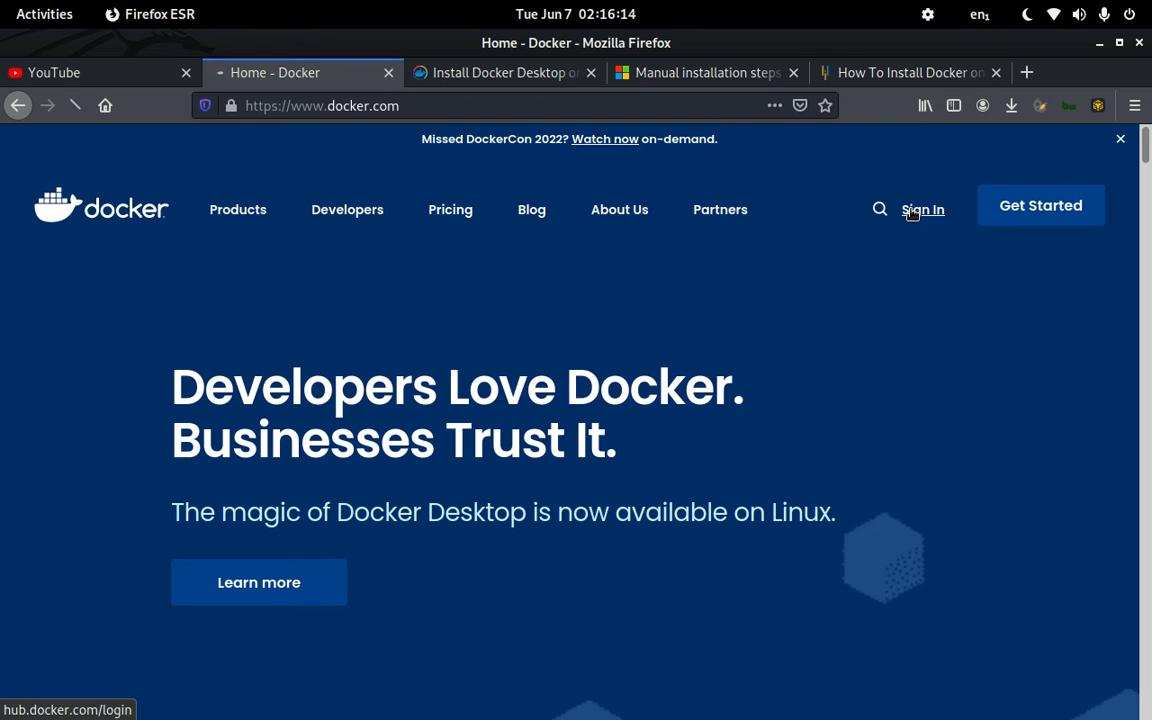 Activities Firefox ESR Tue Jun 7 02:16:14 en₁
Home - Docker - Mozilla Firefox
YouTube Home - Docker Install Docker Desktop or Manual installation steps How To Install Docker on
https://www.docker.com
Missed DockerCon 2022? Watch now on-demand.
docker Products Developers Pricing Blog About Us Partners Sign In Get Started
Developers Love Docker.
Businesses Trust It.
The magic of Docker Desktop is now available on Linux.
Learn more
hub.docker.com/login